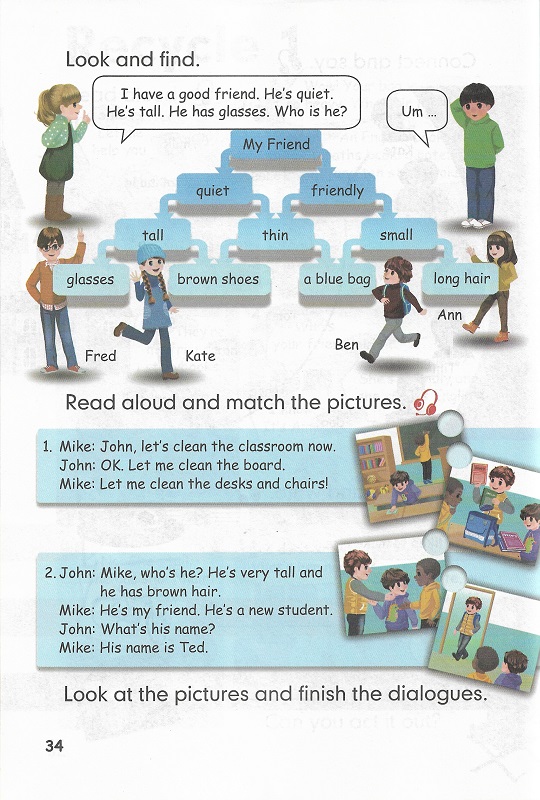 Look and find.
I have a good friend. He's quiet.
He's tall. He has glasses. Who is he?
Um ...
My Friend
quiet
friendly
tall
thin
small
glasses
brown shoes
a blue bag
long hair
Fred
Kate
Ben
Ann
Read aloud and match the pictures.
1. Mike: John, let's clean the classroom now.
John: OK. Let me clean the board.
Mike: Let me clean the desks and chairs!
2. John: Mike, who's he? He's very tall and
he has brown hair.
Mike: He's my friend. He's a new student.
John: What's his name?
Mike: His name is Ted.
Look at the pictures and finish the dialogues.
34